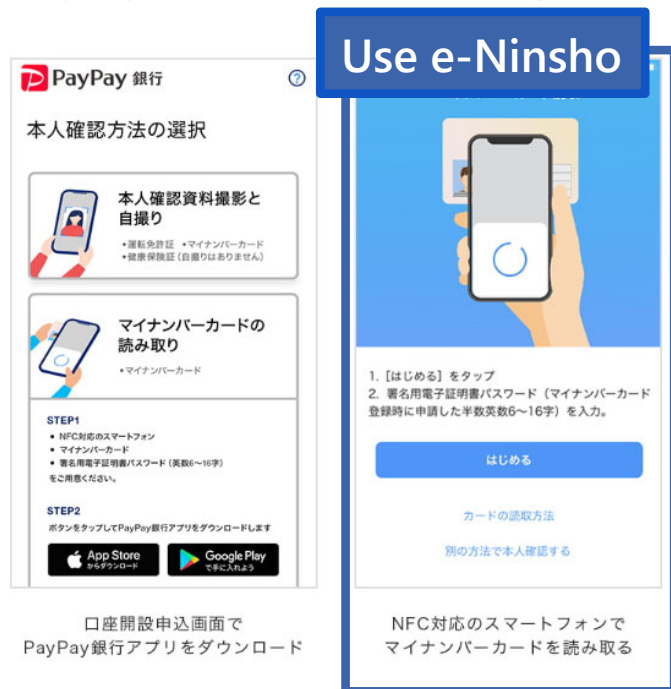 Use e-Ninsho
PayPay 銀行
?
本人確認方法の選択
本人確認資料撮影と
自撮り
•運転免許証 •マイナンバーカード
•健康保険証(自撮りはありません)
マイナンバーカードの
読み取り
•マイナンバーカード
STEP1
• NFC対応のスマートフォン
• マイナンバーカード
• 署名用電子証明書パスワード(英数6〜16字)
をご用意ください。
STEP2
ボタンをタップしてPayPay銀行アプリをダウンロードします
App Store
からダウンロード
Google Play
で手に入れよう
口座開設申込画面で
PayPay銀行アプリをダウンロード
1.[はじめる]をタップ
2. 署名用電子証明書パスワード(マイナンバーカード
登録時に申請した半数英数6〜16字)を入力。
はじめる
カードの読取方法
別の方法で本人確認する
NFC対応のスマートフォンで
マイナンバーカードを読み取る